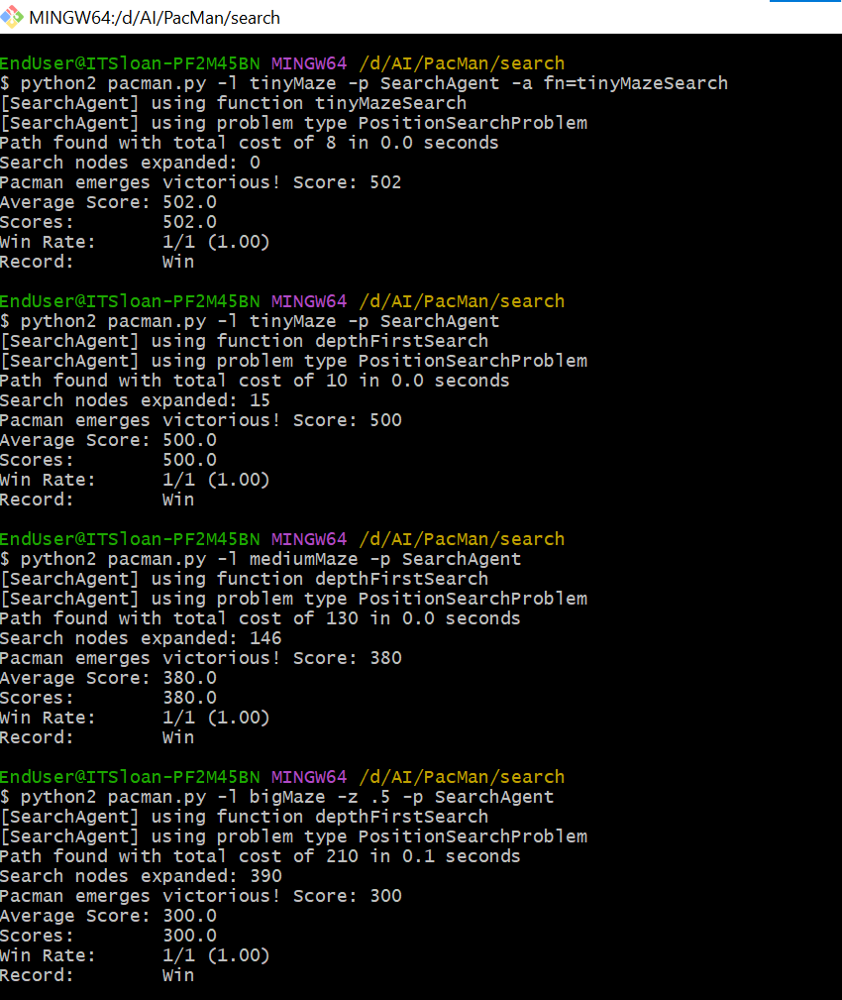 MINGW64:/d/AI/PacMan/search
EndUser@ITSloan-PF2M45BN MINGW64 /d/AI/PacMan/search
$ python2 pacman.py -l tinyMaze -p SearchAgent -a fn=tinyMazeSearch
[SearchAgent] using function tinyMazeSearch
[SearchAgent] using problem type PositionSearchProblem
Path found with total cost of 8 in 0.0 seconds
Search nodes expanded: 0
Pacman emerges victorious! Score: 502
Average Score: 502.0
Scores:        502.0
Win Rate:      1/1 (1.00)
Record:        Win
EndUser@ITSloan-PF2M45BN MINGW64 /d/AI/PacMan/search
$ python2 pacman.py -l tinyMaze -p SearchAgent
[SearchAgent] using function depthFirstSearch
[SearchAgent] using problem type PositionSearchProblem
Path found with total cost of 10 in 0.0 seconds
Search nodes expanded: 15
Pacman emerges victorious! Score: 500
Average Score: 500.0
Scores:        500.0
Win Rate:      1/1 (1.00)
Record:        Win
EndUser@ITSloan-PF2M45BN MINGW64 /d/AI/PacMan/search
$ python2 pacman.py -l mediumMaze -p SearchAgent
[SearchAgent] using function depthFirstSearch
[SearchAgent] using problem type PositionSearchProblem
Path found with total cost of 130 in 0.0 seconds
Search nodes expanded: 146
Pacman emerges victorious! Score: 380
Average Score: 380.0
Scores:        380.0
Win Rate:      1/1 (1.00)
Record:        Win
EndUser@ITSloan-PF2M45BN MINGW64 /d/AI/PacMan/search
$ python2 pacman.py -l bigMaze -z .5 -p SearchAgent
[SearchAgent] using function depthFirstSearch
[SearchAgent] using problem type PositionSearchProblem
Path found with total cost of 210 in 0.1 seconds
Search nodes expanded: 390
Pacman emerges victorious! Score: 300
Average Score: 300.0
Scores:        300.0
Win Rate:      1/1 (1.00)
Record:        Win